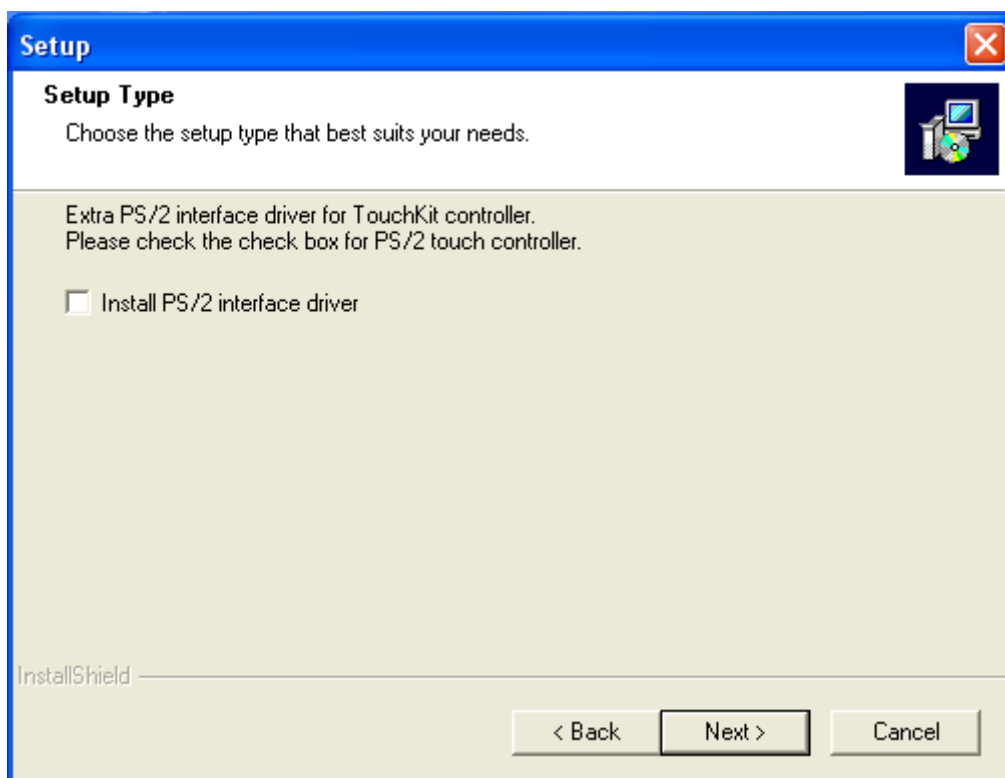 Setup
Setup Type
Choose the setup type that best suits your needs.
Extra PS/2 interface driver for TouchKit controller.
Please check the check box for PS/2 touch controller.
Install PS/2 interface driver
InstallShield
< Back Next > Cancel